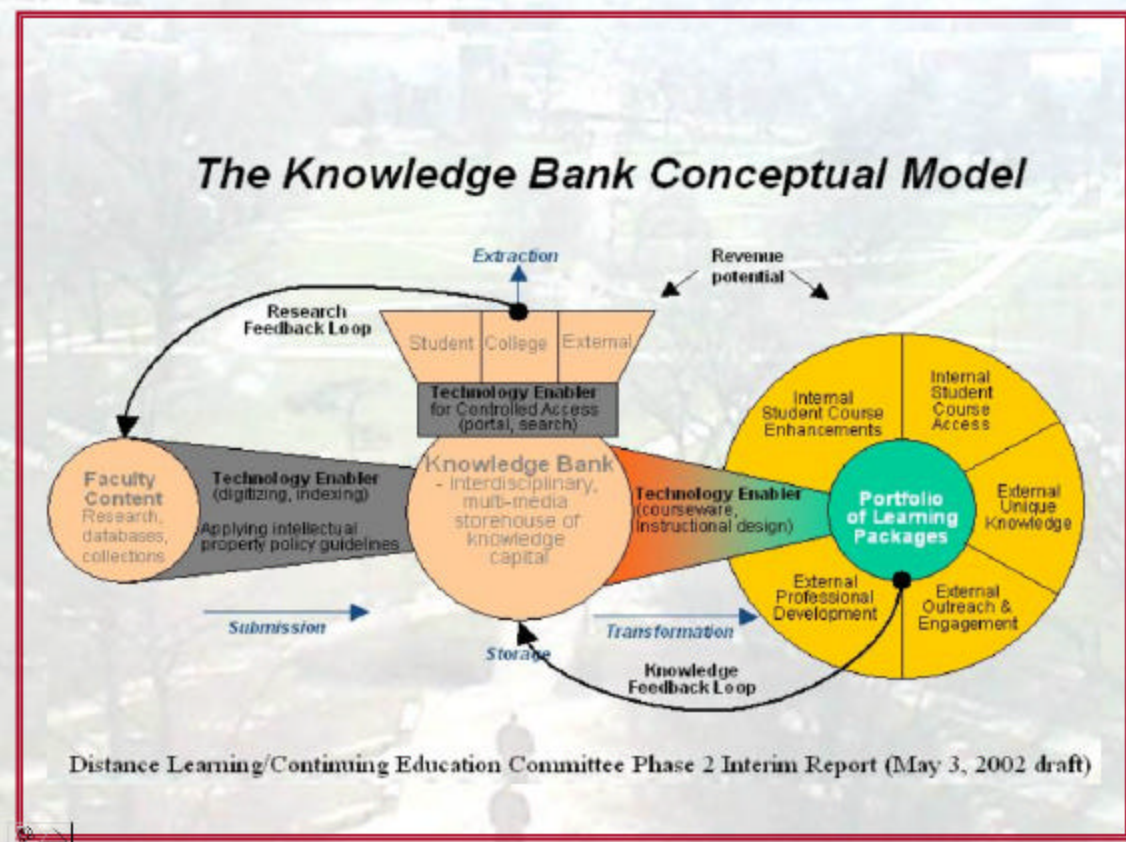 The Knowledge Bank Conceptual Model
Extraction
Revenue
potential
Research
Feedback Loop
Student
College
External
Technology Enabler
for Controlled Access
(portal, search)
Faculty
Content
Research,
databases,
collections
Technology Enabler
(digitizing, indexing)
Applying intellectual
property policy guidelines
Knowledge Bank
- interdisciplinary,
multi-media
storehouse of
knowledge
capital
Technology Enabler
(courseware,
Instructional design)
Portfolio
of Learning
Packages
Internal
Student Course
Enhancements
Internal
Student
Course
Access
External
Unique
Knowledge
External
Professional
Development
External
Outreach &
Engagement
Submission
Storage
Transformation
Knowledge
Feedback Loop
Distance Learning/Continuing Education Committee Phase 2 Interim Report (May 3, 2002 draft)